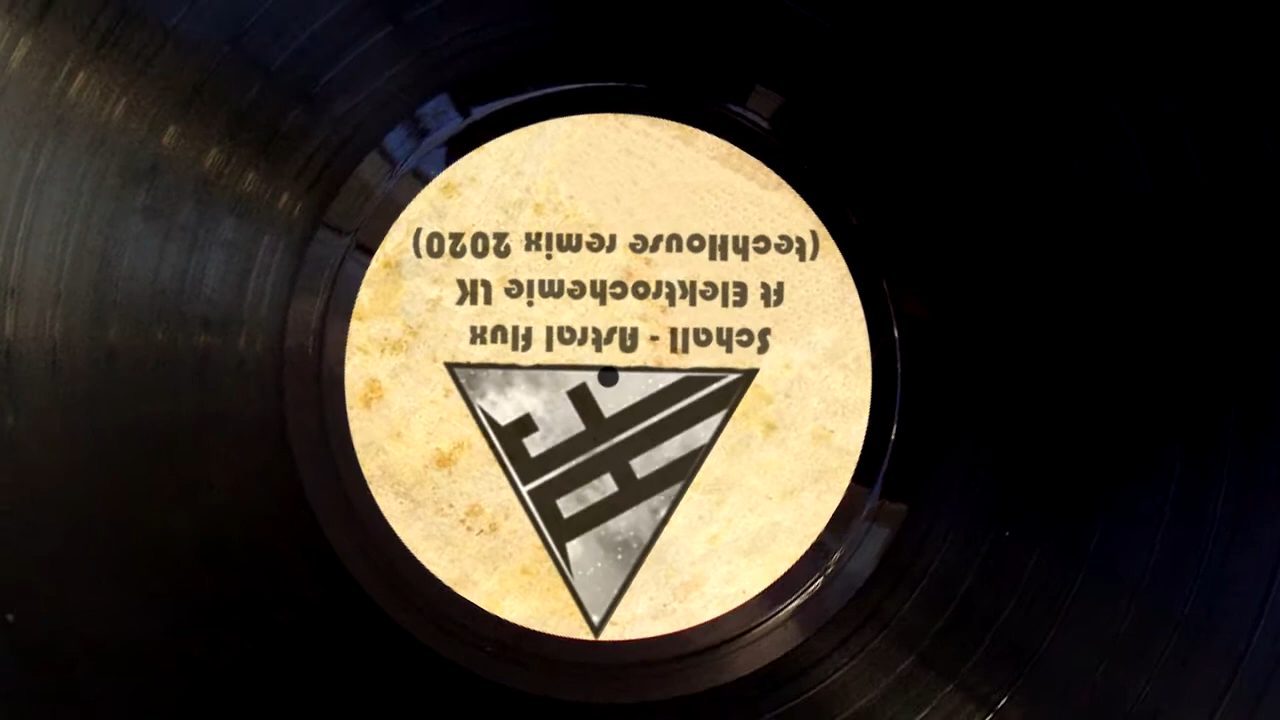 Schall - Astral flux
ft Elektrochemie LK
(techHouse remix 2020)